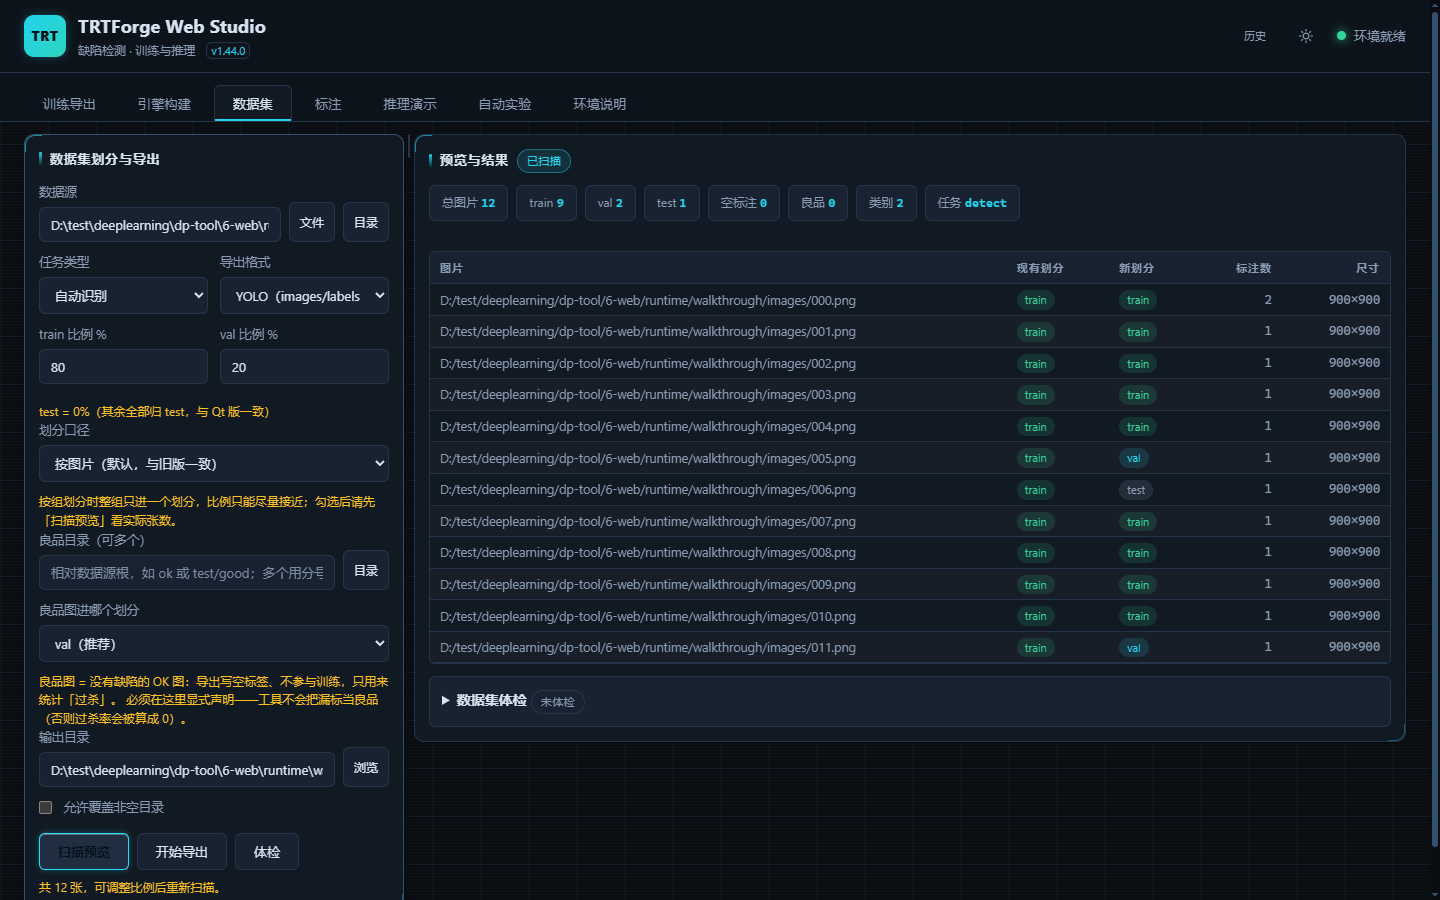 TRT
TRTForge Web Studio
缺陷检测 · 训练与推理 v1.44.0
历史
环境就绪
训练导出 引擎构建 数据集 标注 推理演示 自动实验 环境说明
数据集划分与导出
数据源
D:\test\deeplearning\dp-tool\6-web\r 文件 目录
任务类型 导出格式
自动识别 YOLO（images/labels
train 比例 % val 比例 %
80 20
test = 0%（其余全部归 test，与 Qt 版一致）
划分口径
按图片（默认，与旧版一致）
按组划分时整组只进一个划分，比例只能尽量接近；勾选后请先
「扫描预览」看实际张数。
良品目录（可多个）
相对数据源根，如 ok 或 test/good；多个用分号 目录
良品图进哪个划分
val（推荐）
良品图 = 没有缺陷的 OK 图：导出写空标签、不参与训练，只用来
统计「过杀」。必须在这里显式声明——工具不会把漏标当良品
（否则过杀率会被算成 0）。
输出目录
D:\test\deeplearning\dp-tool\6-web\runtime\w 浏览
允许覆盖非空目录
扫描预览 开始导出 体检
共 12 张，可调整比例后重新扫描。
预览与结果 已扫描
总图片 12 train 9 val 2 test 1 空标注 0 良品 0 类别 2 任务 detect
图片 现有划分 新划分 标注数 尺寸
D:/test/deeplearning/dp-tool/6-web/runtime/walkthrough/images/000.png train train 2 900×900
D:/test/deeplearning/dp-tool/6-web/runtime/walkthrough/images/001.png train train 1 900×900
D:/test/deeplearning/dp-tool/6-web/runtime/walkthrough/images/002.png train train 1 900×900
D:/test/deeplearning/dp-tool/6-web/runtime/walkthrough/images/003.png train train 1 900×900
D:/test/deeplearning/dp-tool/6-web/runtime/walkthrough/images/004.png train train 1 900×900
D:/test/deeplearning/dp-tool/6-web/runtime/walkthrough/images/005.png train val 1 900×900
D:/test/deeplearning/dp-tool/6-web/runtime/walkthrough/images/006.png train test 1 900×900
D:/test/deeplearning/dp-tool/6-web/runtime/walkthrough/images/007.png train train 1 900×900
D:/test/deeplearning/dp-tool/6-web/runtime/walkthrough/images/008.png train train 1 900×900
D:/test/deeplearning/dp-tool/6-web/runtime/walkthrough/images/009.png train train 1 900×900
D:/test/deeplearning/dp-tool/6-web/runtime/walkthrough/images/010.png train train 1 900×900
D:/test/deeplearning/dp-tool/6-web/runtime/walkthrough/images/011.png train val 1 900×900
数据集体检 未体检